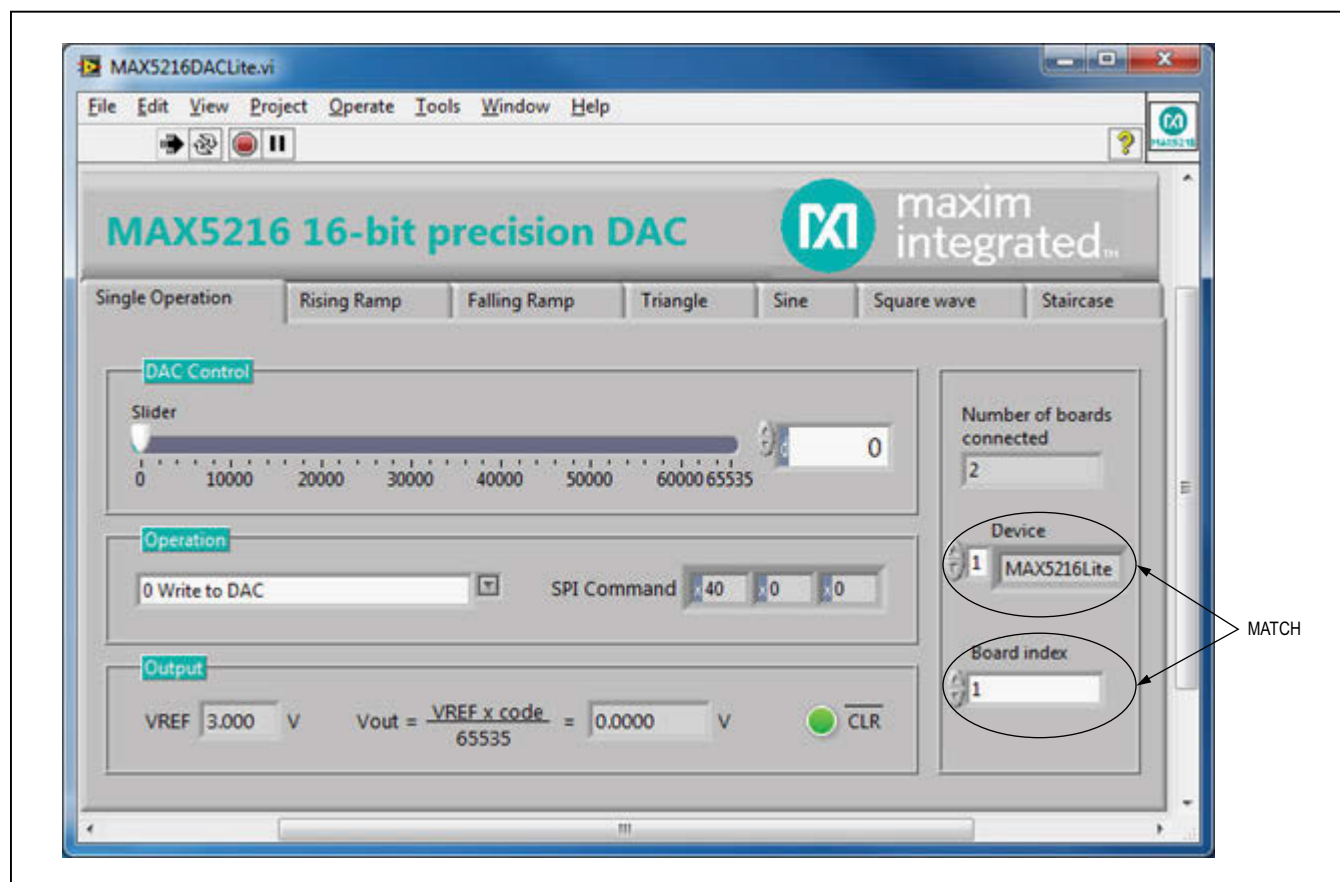 MAX5216DACLite.vi
File Edit View Project Operate Tools Window Help
MAX5216
MAX5216 16-bit precision DAC
maxim
integrated™
Single Operation Rising Ramp Falling Ramp Triangle Sine Square wave Staircase
DAC Control
Slider
d 0
0 10000 20000 30000 40000 50000 60000 65535
Number of boards
connected
2
Operation
0 Write to DAC SPI Command x 40 x 0 x 0
Device
1 MAX5216Lite
MATCH
Board index
1
Output
VREF 3.000 V Vout = VREF x code = 0.0000 V CLR
65535